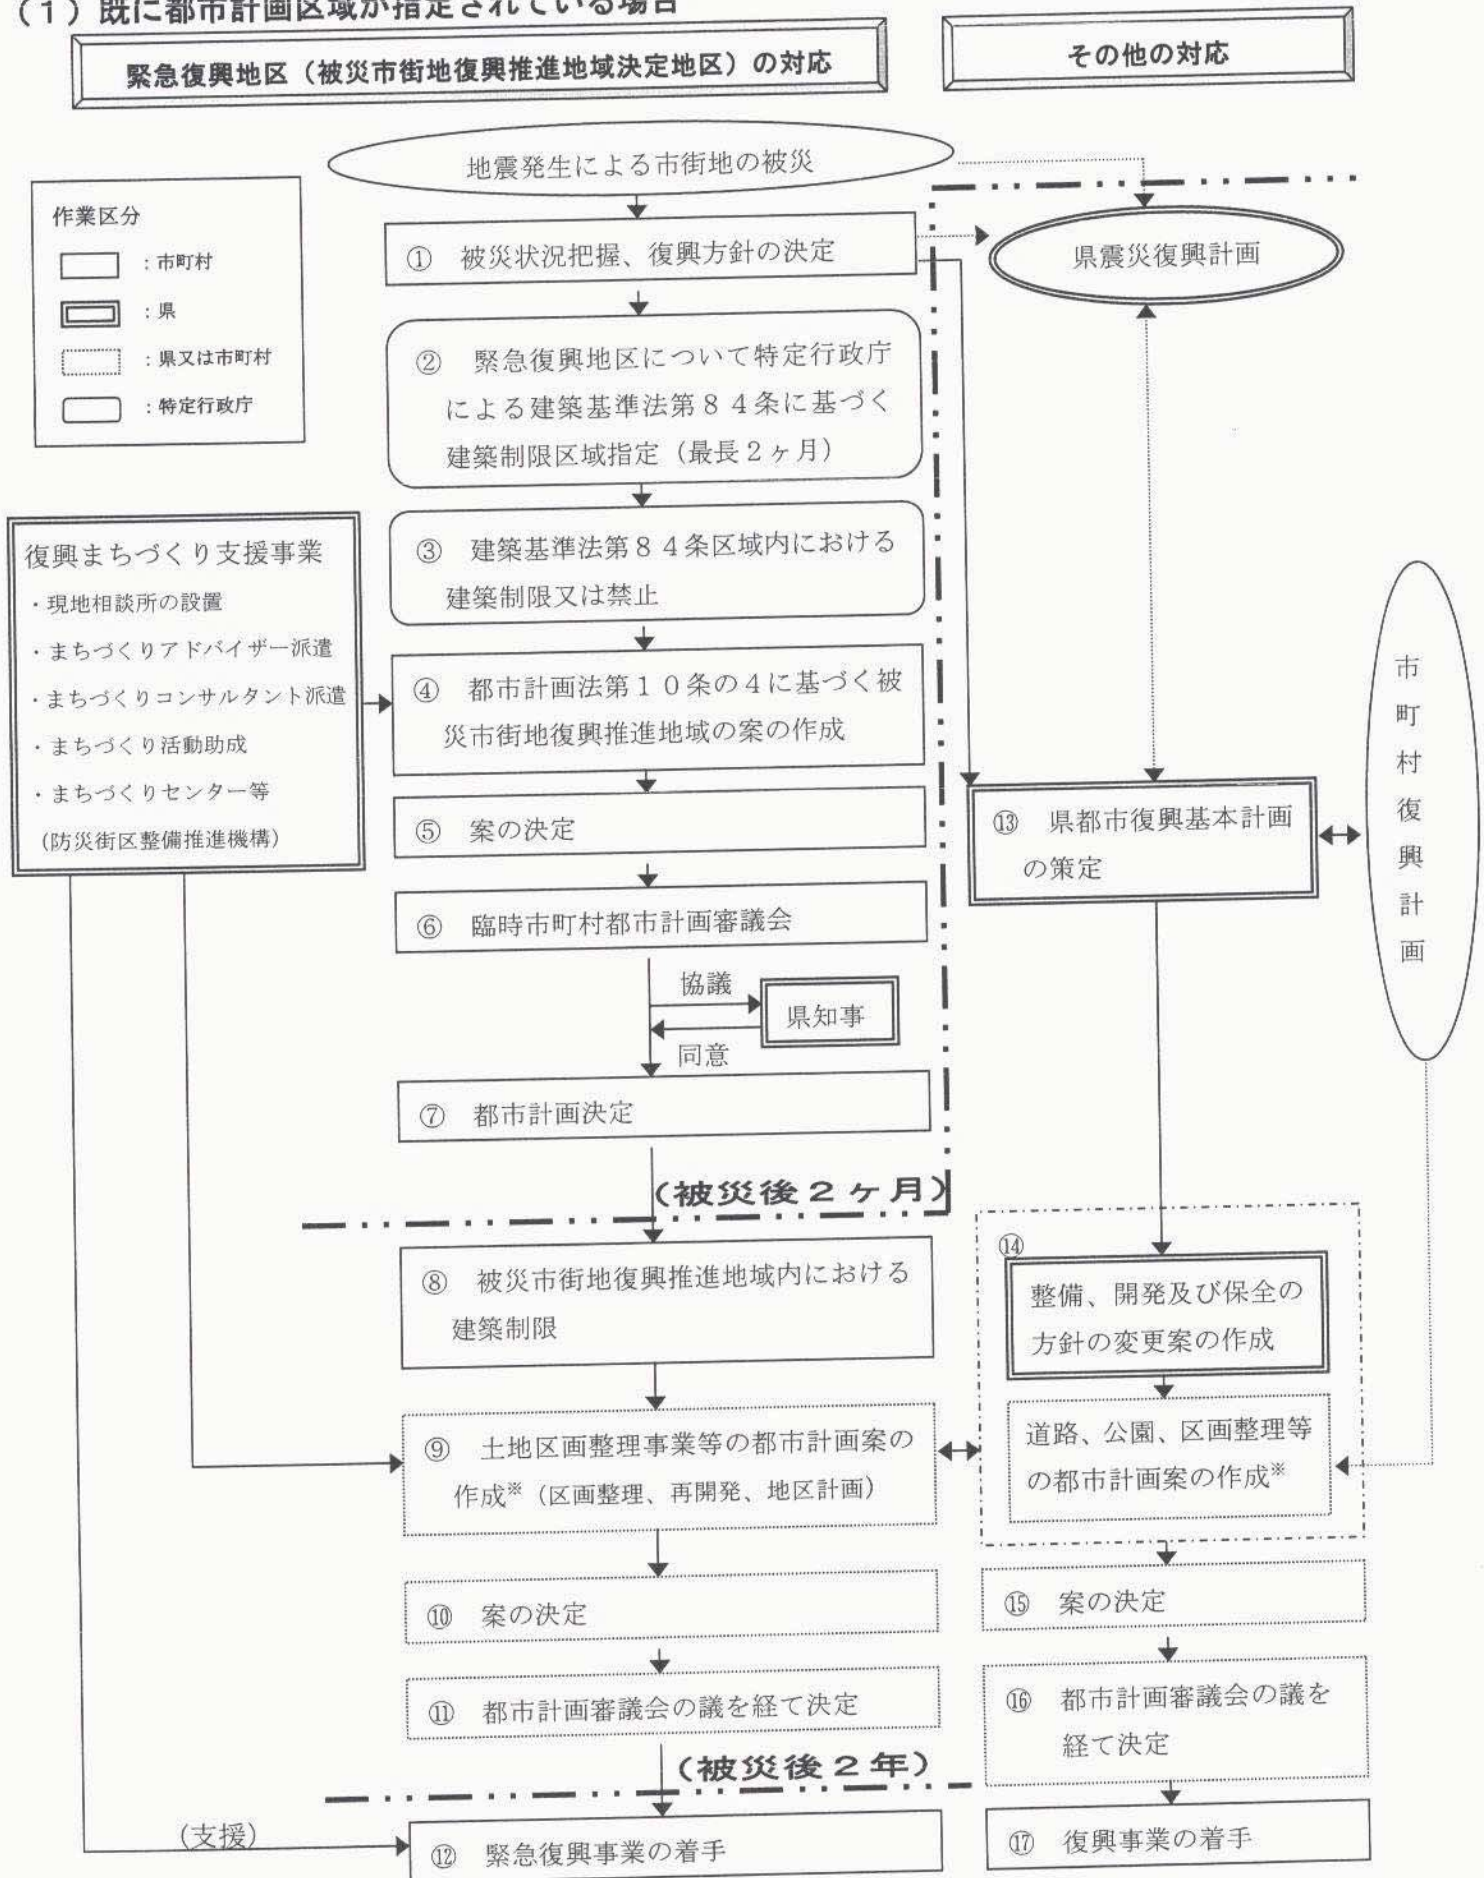 （１）既に都市計画区域が指定されている場合
緊急復興地区（被災市街地復興推進地域決定地区）の対応
その他の対応
地震発生による市街地の被災
作業区分
：市町村
：県
：県又は市町村
：特定行政庁
① 被災状況把握、復興方針の決定
県震災復興計画
② 緊急復興地区について特定行政庁
による建築基準法第８４条に基づく
建築制限区域指定（最長２ヶ月）
③ 建築基準法第８４条区域内における
建築制限又は禁止
復興まちづくり支援事業
・現地相談所の設置
・まちづくりアドバイザー派遣
・まちづくりコンサルタント派遣
・まちづくり活動助成
・まちづくりセンター等
(防災街区整備推進機構)
④ 都市計画法第１０条の４に基づく被
災市街地復興推進地域の案の作成
⑤ 案の決定
⑥ 臨時市町村都市計画審議会
協議
県知事
同意
⑦ 都市計画決定
（被災後２ヶ月）
⑬ 県都市復興基本計画
の策定
市町村復興計画
⑧ 被災市街地復興推進地域内における
建築制限
⑭
整備、開発及び保全の
方針の変更案の作成
⑨ 土地区画整理事業等の都市計画案の
作成※（区画整理、再開発、地区計画）
道路、公園、区画整理等
の都市計画案の作成※
⑩ 案の決定
⑪ 都市計画審議会の議を経て決定
（被災後２年）
⑮ 案の決定
⑯ 都市計画審議会の議を
経て決定
(支援)
⑫ 緊急復興事業の着手
⑰ 復興事業の着手